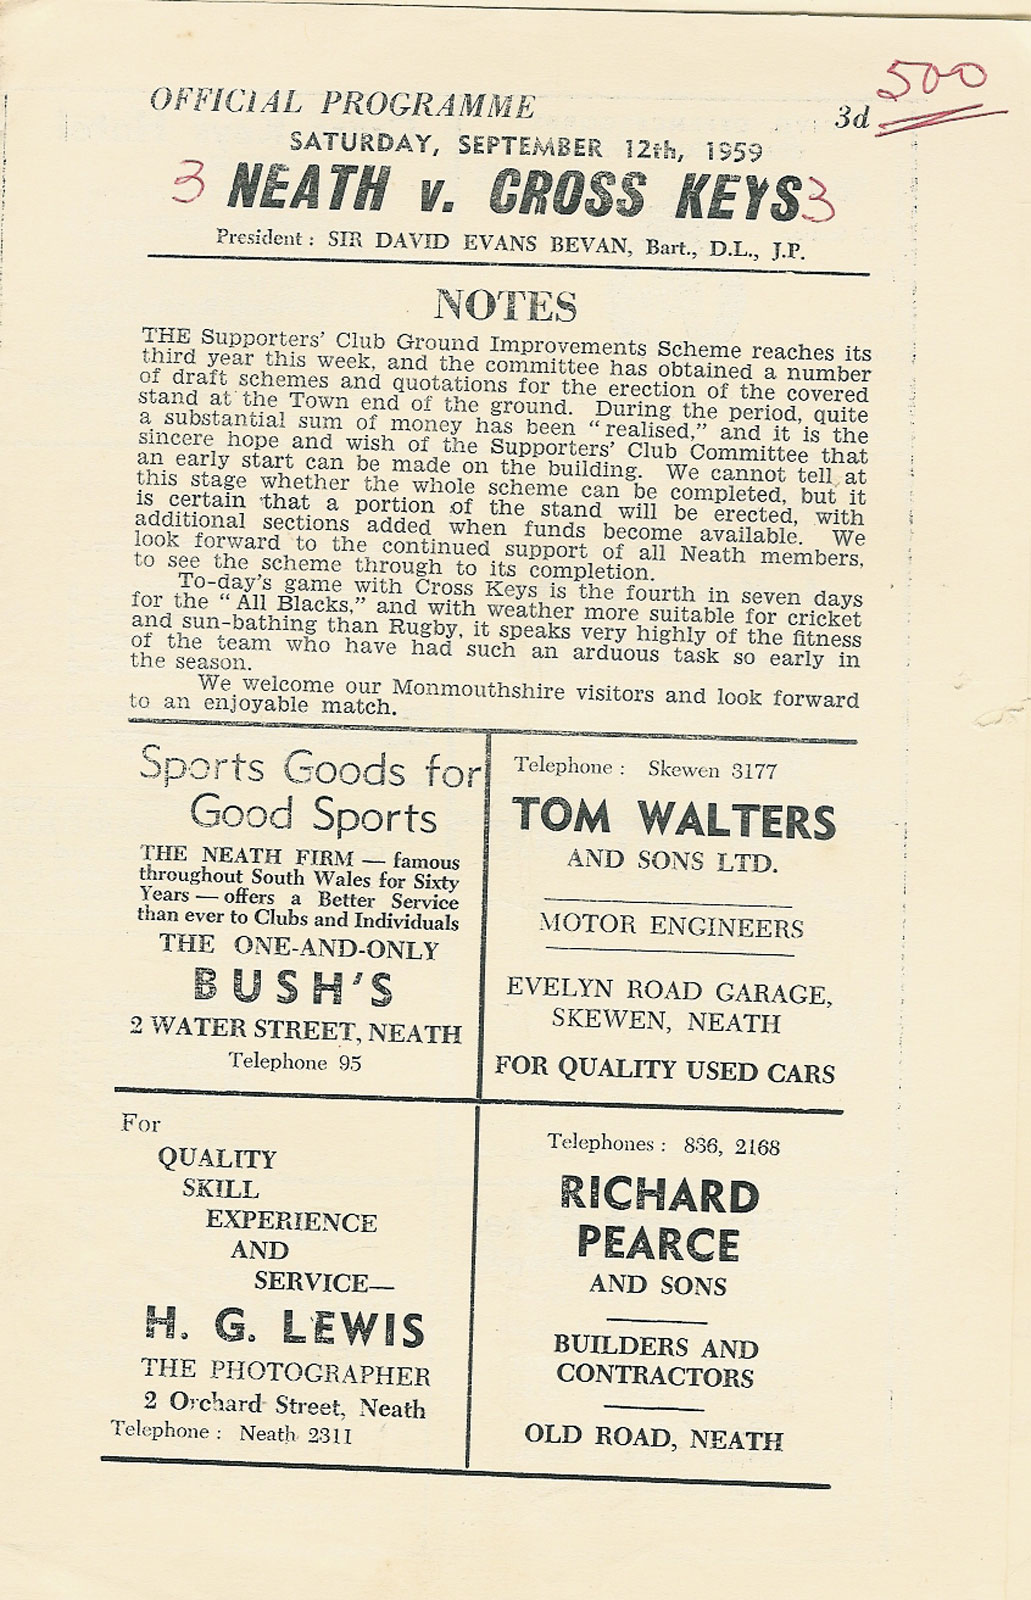 500
OFFICIAL PROGRAMME 3d
SATURDAY, SEPTEMBER 12th, 1959
3 NEATH v. CROSS KEYS 3
President : SIR DAVID EVANS BEVAN, Bart., D.L., J.P.
NOTES
THE Supporters' Club Ground Improvements Scheme reaches its
third year this week, and the committee has obtained a number
of draft schemes and quotations for the erection of the covered
stand at the Town end of the ground. During the period, quite
a substantial sum of money has been "realised," and it is the
sincere hope and wish of the Supporters' Club Committee that
an early start can be made on the building. We cannot tell at
this stage whether the whole scheme can be completed, but it
is certain that a portion of the stand will be erected, with
additional sections added when funds become available. We
look forward to the continued support of all Neath members,
to see the scheme through to its completion.
To-day's game with Cross Keys is the fourth in seven days
for the "All Blacks," and with weather more suitable for cricket
and sun-bathing than Rugby, it speaks very highly of the fitness
of the team who have had such an arduous task so early in
the season.
We welcome our Monmouthshire visitors and look forward
to an enjoyable match.
Sports Goods for
Good Sports
THE NEATH FIRM — famous
throughout South Wales for Sixty
Years — offers a Better Service
than ever to Clubs and Individuals
THE ONE-AND-ONLY
BUSH'S
2 WATER STREET, NEATH
Telephone 95
Telephone : Skewen 3177
TOM WALTERS
AND SONS LTD.
MOTOR ENGINEERS
EVELYN ROAD GARAGE,
SKEWEN, NEATH
FOR QUALITY USED CARS
For
QUALITY
SKILL
EXPERIENCE
AND
SERVICE—
H. G. LEWIS
THE PHOTOGRAPHER
2 Orchard Street, Neath
Telephone : Neath 2311
Telephones : 836, 2168
RICHARD
PEARCE
AND SONS
BUILDERS AND
CONTRACTORS
OLD ROAD, NEATH